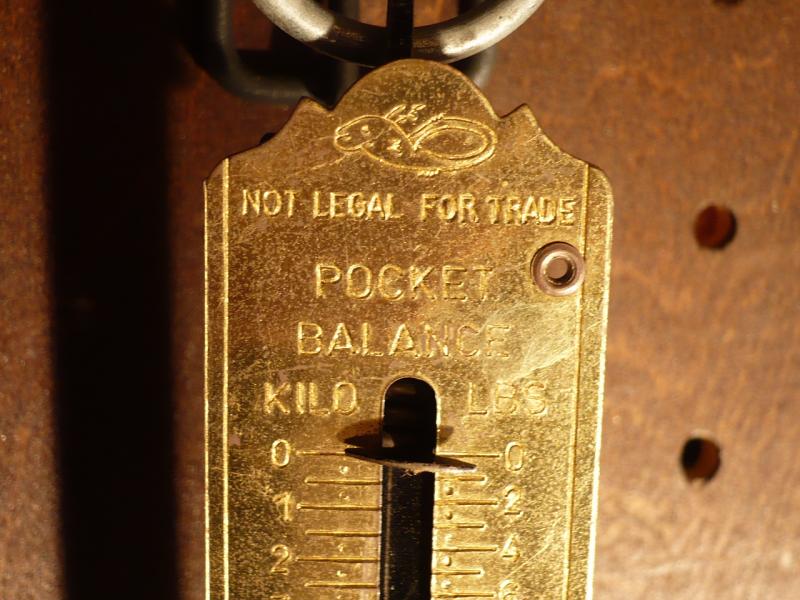 NOT LEGAL FOR TRADE
POCKET
BALANCE
KILO LBS
0 0
1 2
2 4